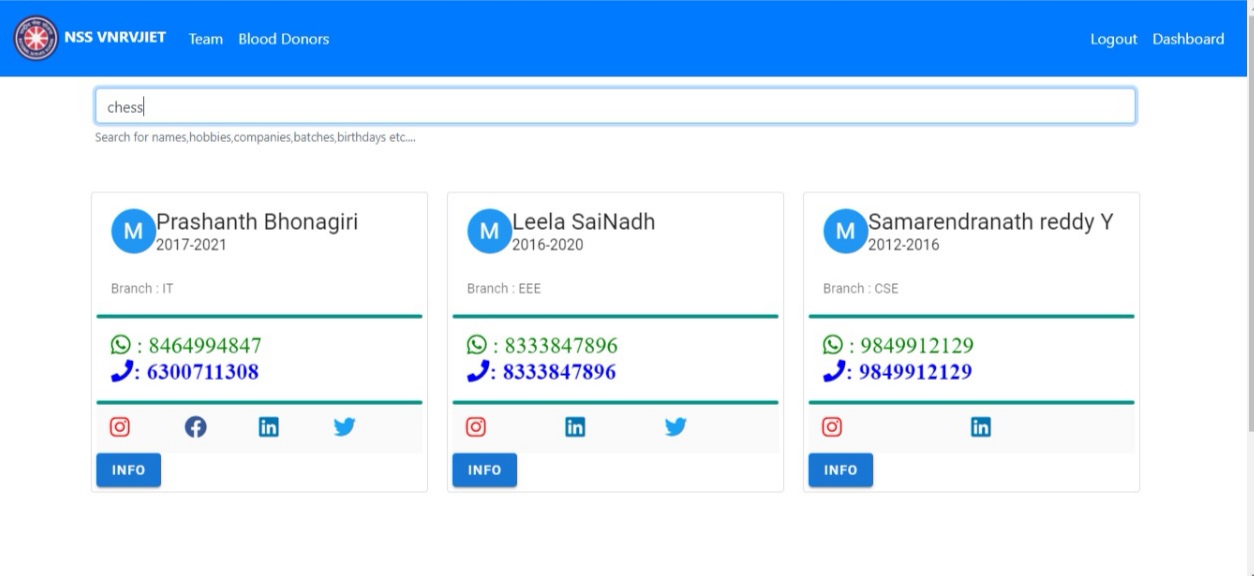 NSS VNRVJIET Team Blood Donors Logout Dashboard
chess
Search for names,hobbies,companies,batches,birthdays etc....
M Prashanth Bhonagiri
2017-2021
Branch : IT
: 8464994847
: 6300711308
INFO
M Leela SaiNadh
2016-2020
Branch : EEE
: 8333847896
: 8333847896
INFO
M Samarendranath reddy Y
2012-2016
Branch : CSE
: 9849912129
: 9849912129
INFO